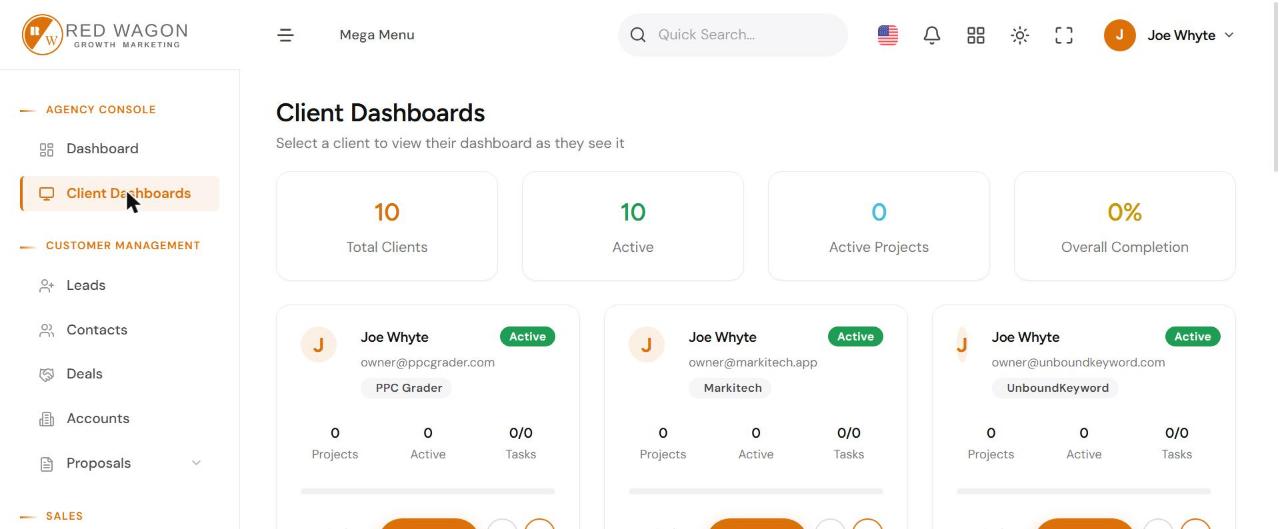 RED WAGON
GROWTH MARKETING
Mega Menu
Quick Search...
J
Joe Whyte
AGENCY CONSOLE
Dashboard
Client Dashboards
CUSTOMER MANAGEMENT
Leads
Contacts
Deals
Accounts
Proposals
SALES
Client Dashboards
Select a client to view their dashboard as they see it
10
Total Clients
10
Active
0
Active Projects
0%
Overall Completion
J
Joe Whyte
Active
owner@ppcgrader.com
PPC Grader
0
Projects
0
Active
0/0
Tasks
J
Joe Whyte
Active
owner@markitech.app
Markitech
0
Projects
0
Active
0/0
Tasks
J
Joe Whyte
Active
owner@unboundkeyword.com
UnboundKeyword
0
Projects
0
Active
0/0
Tasks